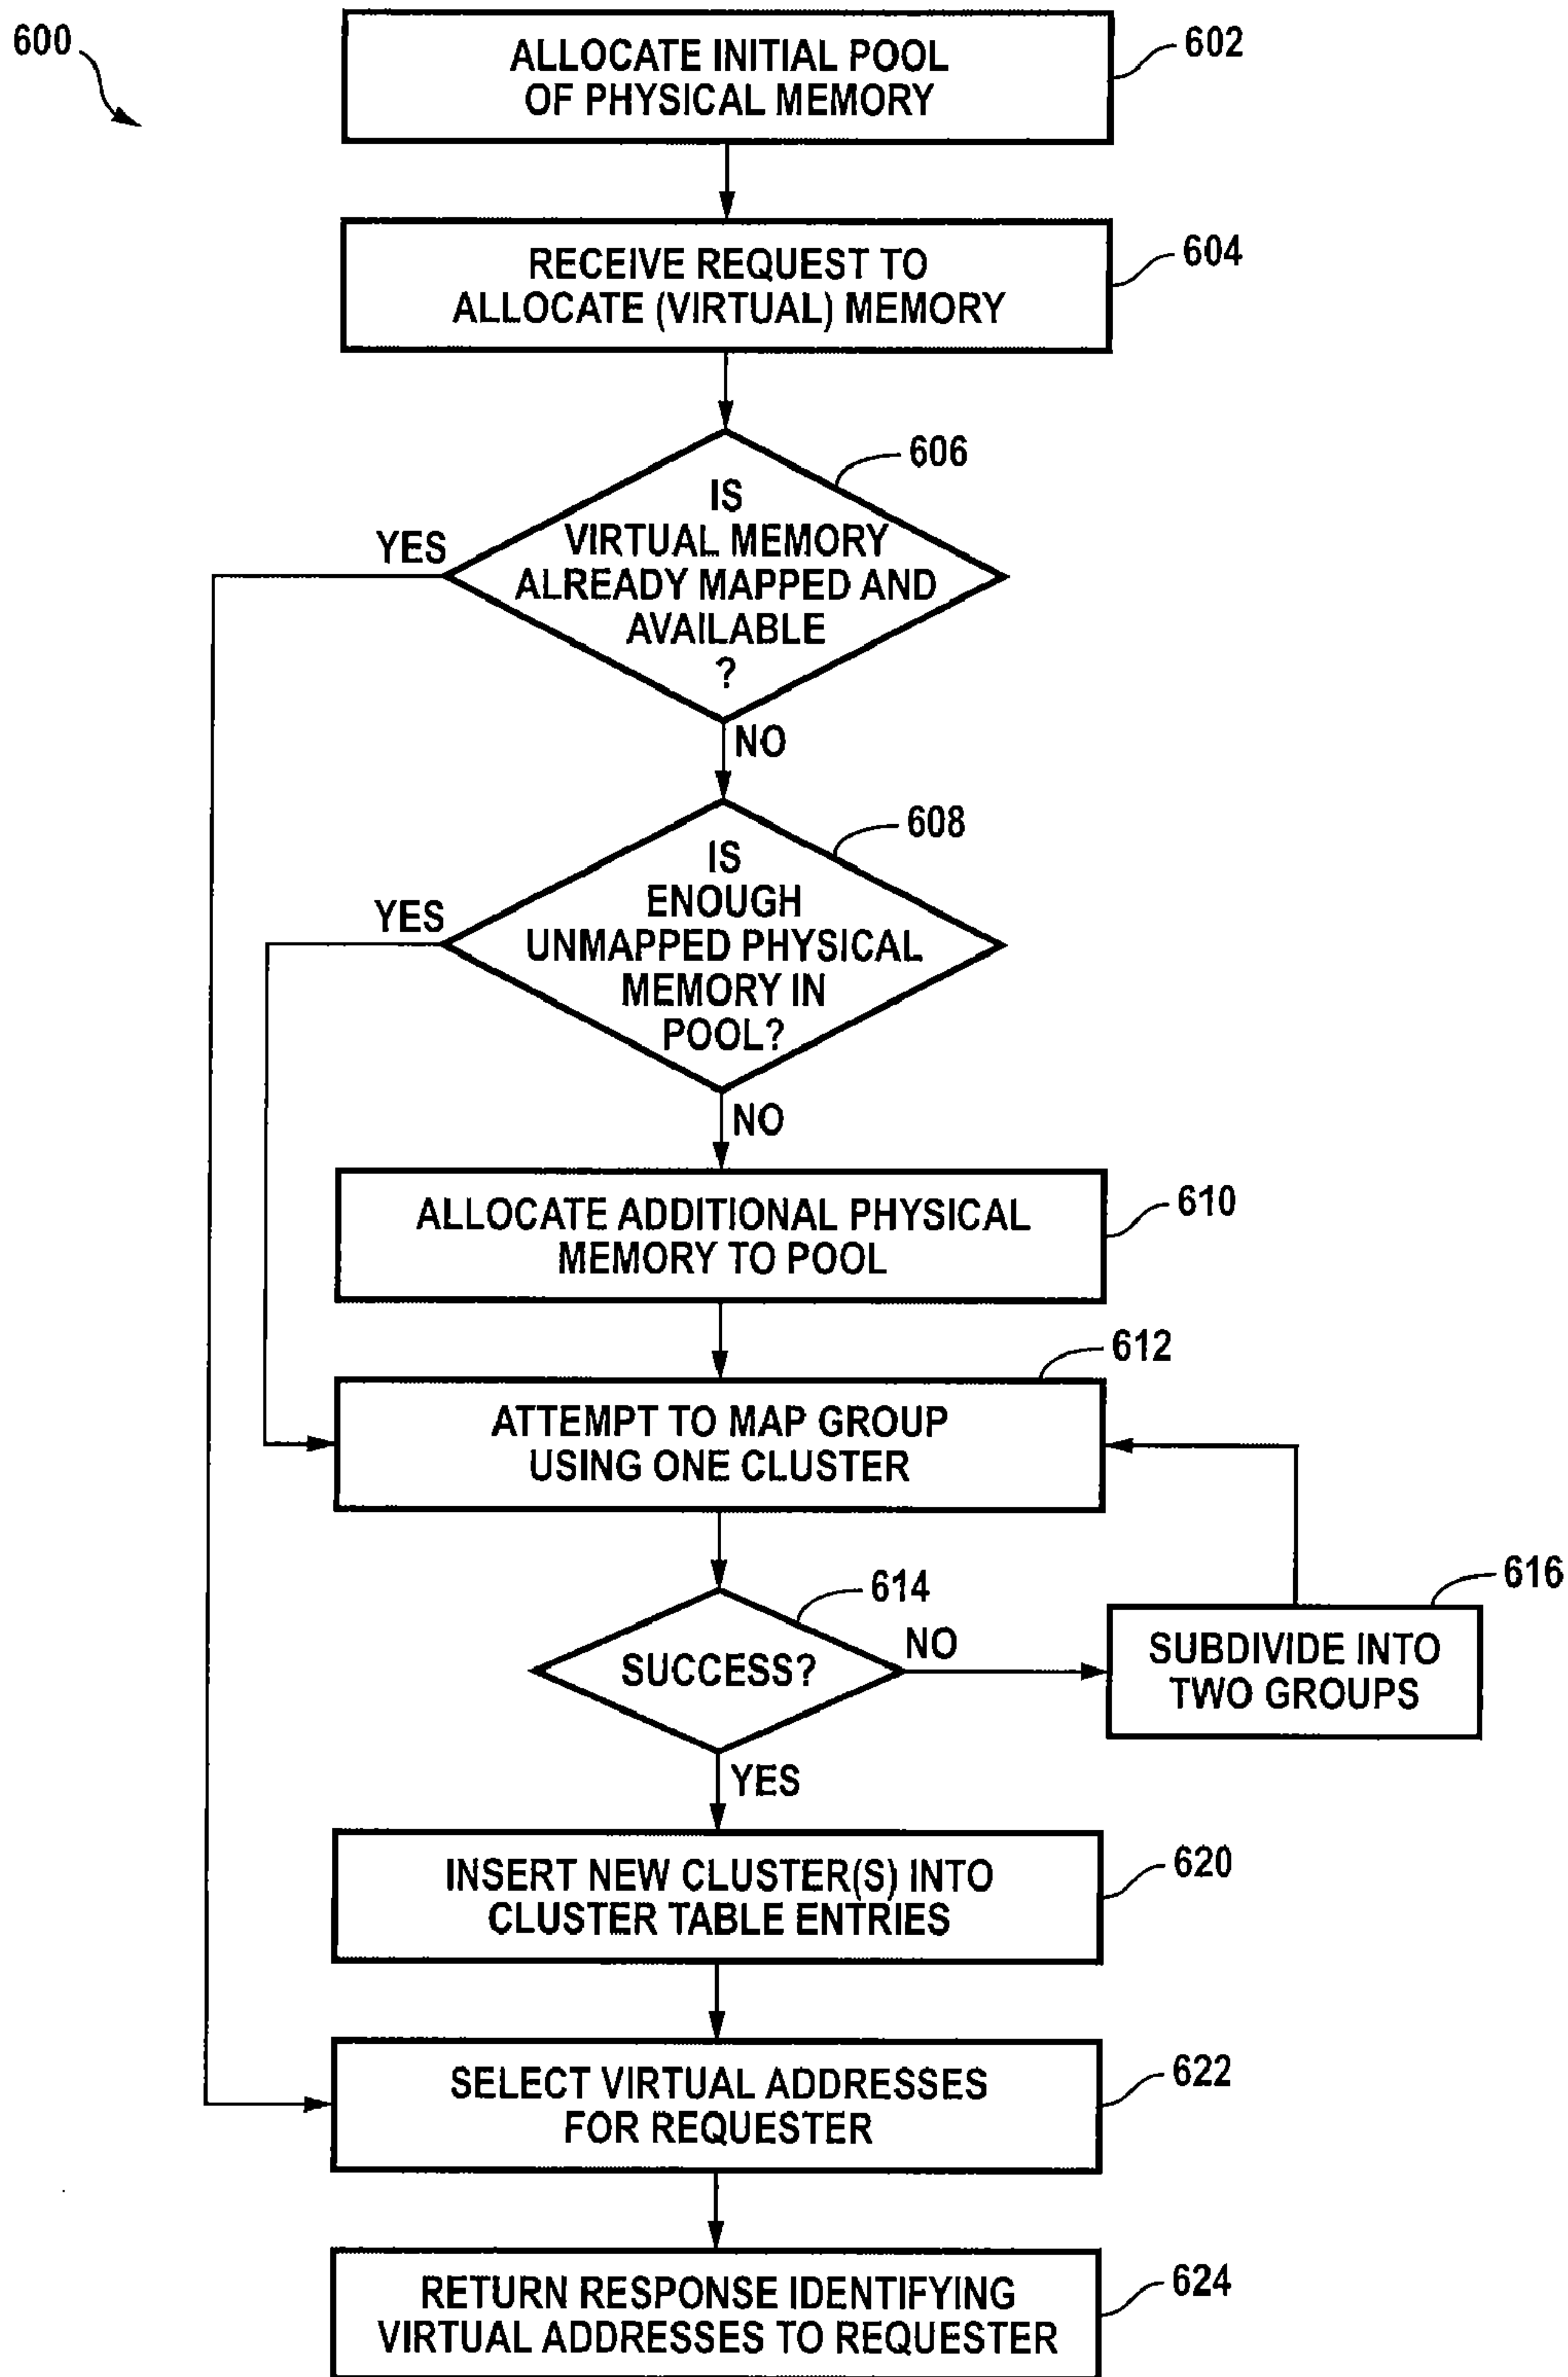 600
ALLOCATE INITIAL POOL
OF PHYSICAL MEMORY
602
RECEIVE REQUEST TO
ALLOCATE (VIRTUAL) MEMORY
604
606
IS
VIRTUAL MEMORY
ALREADY MAPPED AND
AVAILABLE
?
YES
NO
608
IS
ENOUGH
UNMAPPED PHYSICAL
MEMORY IN
POOL?
YES
NO
ALLOCATE ADDITIONAL PHYSICAL
MEMORY TO POOL
610
612
ATTEMPT TO MAP GROUP
USING ONE CLUSTER
614
SUCCESS?
NO
616
SUBDIVIDE INTO
TWO GROUPS
YES
INSERT NEW CLUSTER(S) INTO
CLUSTER TABLE ENTRIES
620
SELECT VIRTUAL ADDRESSES
FOR REQUESTER
622
RETURN RESPONSE IDENTIFYING
VIRTUAL ADDRESSES TO REQUESTER
624